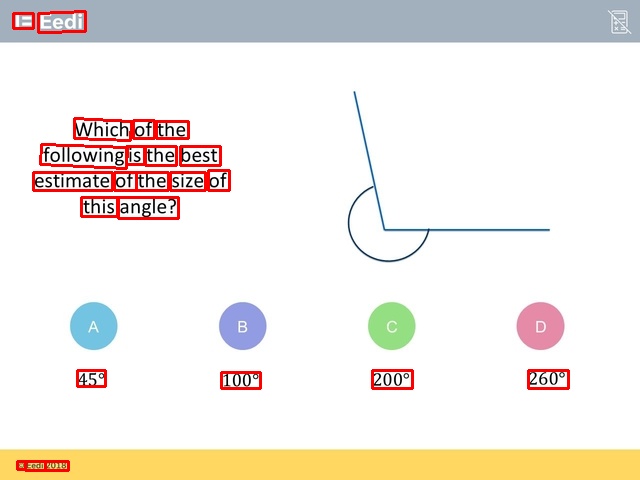 Eedi
Which of the
following is the best
estimate of the size of
this angle?
A
B
C
D
45°
100°
200°
260°
© Eedi 2018